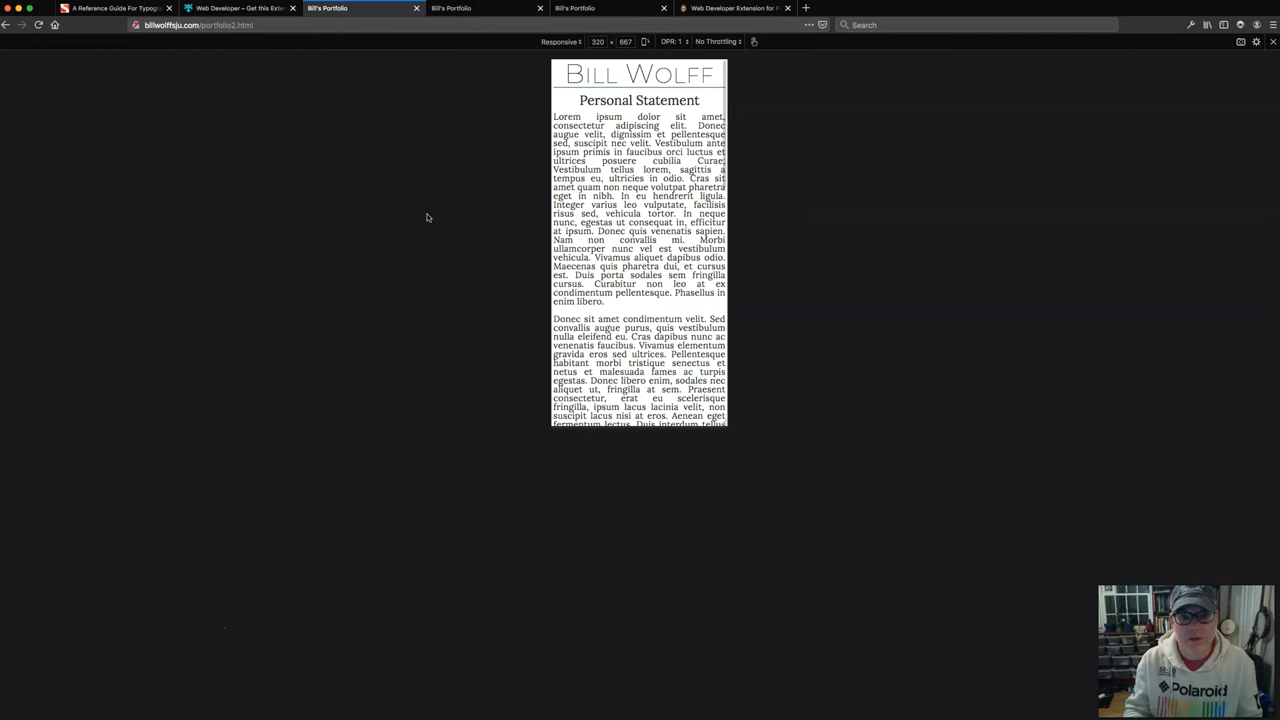 A Reference Guide For Typogra
Web Developer – Get this Exten
Bill's Portfolio
Bill's Portfolio
Bill's Portfolio
Web Developer Extension for Fi
billwolffsju.com/portfolio2.html
Search
Responsive
320 × 667
DPR: 1
No Throttling
BILL WOLFF
Personal Statement
Lorem ipsum dolor sit amet,
consectetur adipiscing elit. Donec
augue velit, dignissim et pellentesque
sed, suscipit nec velit. Vestibulum ante
ipsum primis in faucibus orci luctus et
ultrices posuere cubilia Curae;
Vestibulum tellus lorem, sagittis a
tempus eu, ultricies in odio. Cras sit
amet quam non neque volutpat pharetra
eget in nibh. In eu hendrerit ligula.
Integer varius leo vulputate, facilisis
risus sed, vehicula tortor. In neque
nunc, egestas ut consequat in, efficitur
at ipsum. Donec quis venenatis sapien.
Nam non convallis mi. Morbi
ullamcorper nunc vel est vestibulum
vehicula. Vivamus aliquet dapibus odio.
Maecenas quis pharetra dui, et cursus
est. Duis porta sodales sem fringilla
cursus. Curabitur non leo at ex
condimentum pellentesque. Phasellus in
enim libero.
Donec sit amet condimentum velit. Sed
convallis augue purus, quis vestibulum
nulla eleifend eu. Cras dapibus nunc ac
venenatis faucibus. Vivamus elementum
gravida eros sed ultrices. Pellentesque
habitant morbi tristique senectus et
netus et malesuada fames ac turpis
egestas. Donec libero enim, sodales nec
aliquet ut, fringilla at sem. Praesent
consectetur, erat eu scelerisque
fringilla, ipsum lacus lacinia velit, non
suscipit lacus nisi at eros. Aenean eget
fermentum lectus. Duis interdum tellus
Polaroid